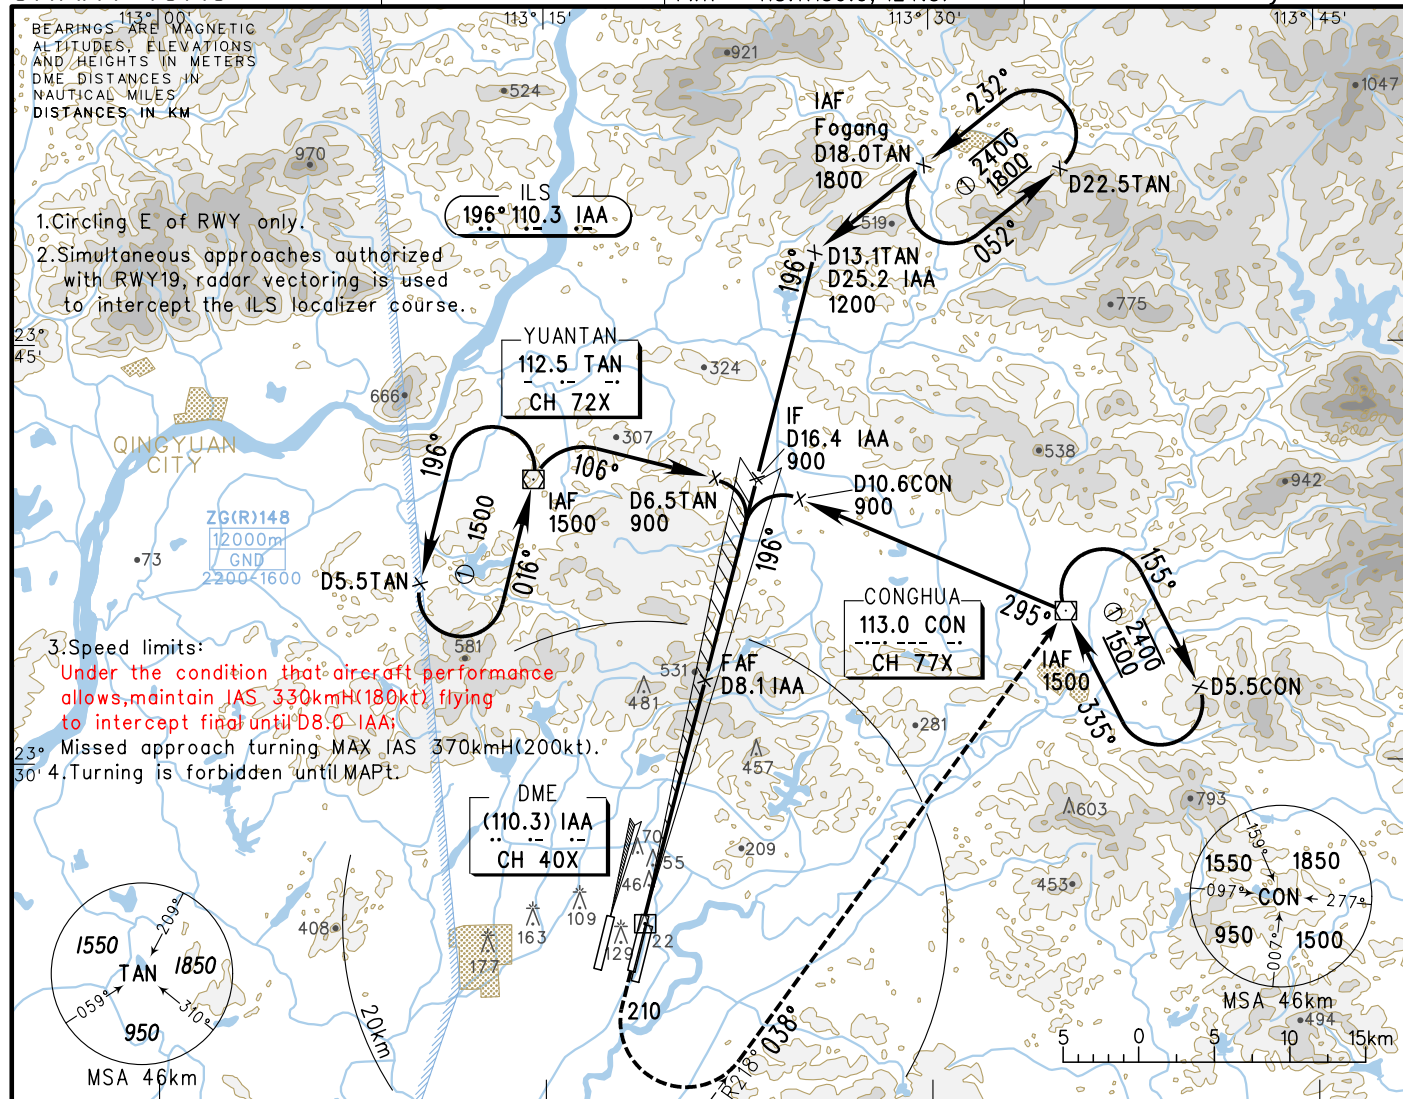 113° 00'
113° 15'
113° 30'
113° 45'
BEARINGS ARE MAGNETIC
ALTITUDES, ELEVATIONS
AND HEIGHTS IN METERS
DME DISTANCES IN
NAUTICAL MILES
DISTANCES IN KM
921
1047
524
970
IAF
Fogang
D18.0TAN
1800
232°
2400
1800
1
D22.5TAN
052°
519
ILS
196° 110.3 IAA
1.Circling E of RWY only.
2.Simultaneous approaches authorized
with RWY19, radar vectoring is used
to intercept the ILS localizer course.
196°
D13.1TAN
D25.2 IAA
1200
775
23°
45'
YUANTAN
112.5 TAN
CH 72X
324
666
307
QINGYUAN
CITY
196°
106°
IF
D16.4 IAA
900
538
942
300
IAF
1500
D6.5TAN
900
D10.6CON
900
1500
1
016°
196°
ZG(R)148
12000m
GND
2200-1600
73
D5.5TAN
CONGHUA
113.0 CON
CH 77X
295°
155°
1
2400
1500
IAF
1500
D5.5CON
335°
3.Speed limits:
Under the condition that aircraft performance
allows,maintain IAS 330kmH(180kt) flying
to intercept final until D8.0 IAA;
Missed approach turning MAX IAS 370kmH(200kt).
4.Turning is forbidden until MAPt.
581
531
481
FAF
D8.1 IAA
281
457
23°
30'
603
793
DME
(110.3) IAA
CH 40X
70
55
46
209
453
408
109
163
177
129
22
210
038°
R218°
20km
209°
1550
1850
TAN
059°
310°
950
MSA 46km
159°
1550
1850
097°
CON
277°
950
1500
007°
MSA 46km
494
5 0 5 10 15km